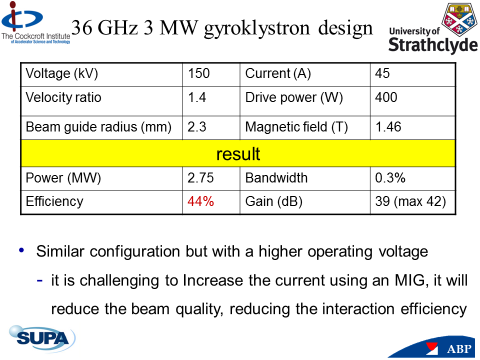 The Cockcroft Institute
of Accelerator Science and Technology
36 GHz 3 MW gyroklystron design
University of
Strathclyde
Voltage (kV) 150 Current (A) 45
Velocity ratio 1.4 Drive power (W) 400
Beam guide radius (mm) 2.3 Magnetic field (T) 1.46
result
Power (MW) 2.75 Bandwidth 0.3%
Efficiency 44% Gain (dB) 39 (max 42)
• Similar configuration but with a higher operating voltage
- it is challenging to Increase the current using an MIG, it will
reduce the beam quality, reducing the interaction efficiency
SUPA
ABP